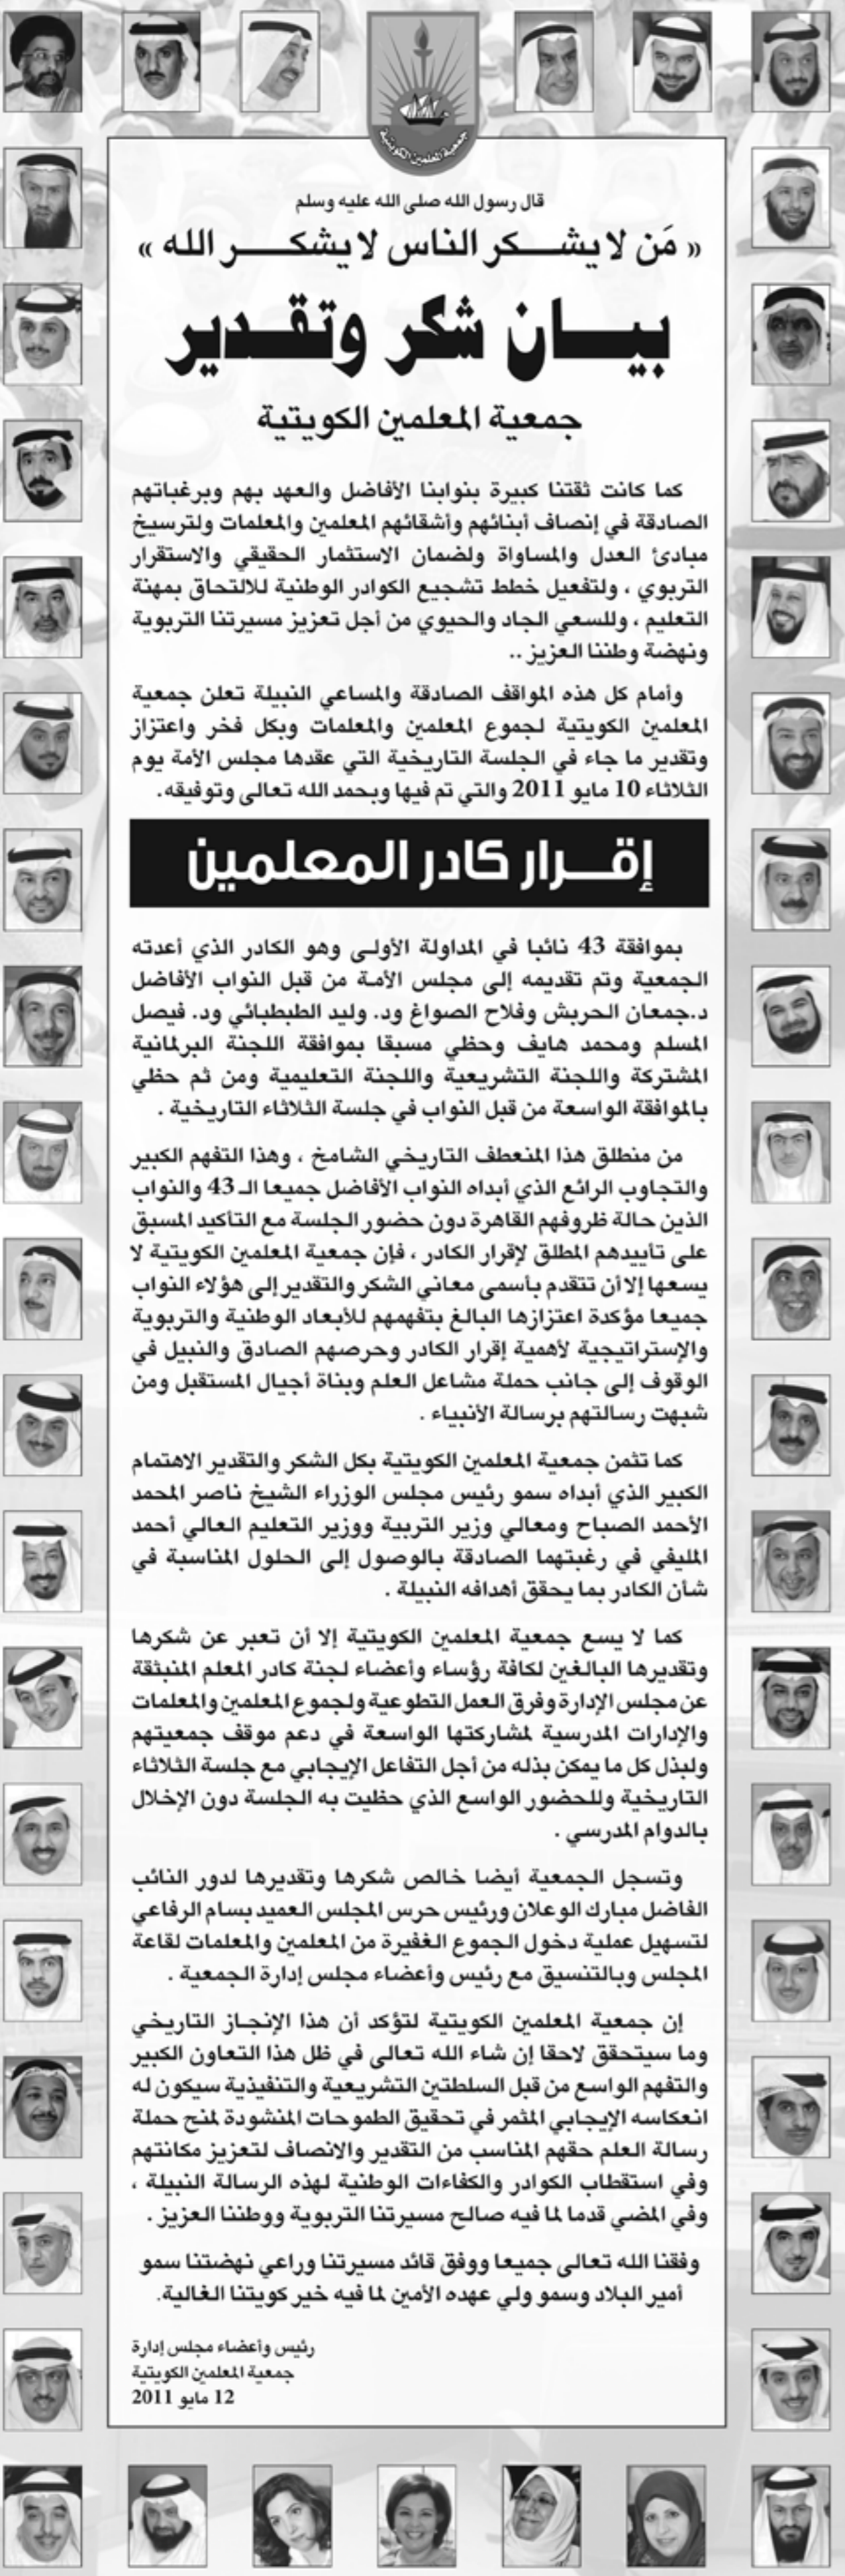 جمعية المعلمين الكويتية
قال رسول الله صلى الله عليه وسلم
« مَن لا يشـــكر الناس لا يشكـــــر الله »
بيـــان شكر وتقـدير
جمعية المعلمين الكويتية
كما كانت ثقتنا كبيرة بنوابنا الأفاضل والعهد بهم وبرغباتهم
الصادقة في إنصاف أبنائهم وأشقائهم المعلمين والمعلمات ولترسيخ
مبادئ العدل والمساواة ولضمان الاستثمار الحقيقي والاستقرار
التربوي ، ولتفعيل خطط تشجيع الكوادر الوطنية للالتحاق بمهنة
التعليم ، وللسعي الجاد والحيوي من أجل تعزيز مسيرتنا التربوية
ونهضة وطننا العزيز ..
وأمام كل هذه المواقف الصادقة والمساعي النبيلة تعلن جمعية
المعلمين الكويتية لجموع المعلمين والمعلمات وبكل فخر واعتزاز
وتقدير ما جاء في الجلسة التاريخية التي عقدها مجلس الأمة يوم
الثلاثاء 10 مايو 2011 والتي تم فيها وبحمد الله تعالى وتوفيقه.
إقـــرار كادر المعلمين
بموافقة 43 نائبا في المداولة الأولى وهو الكادر الذي أعدته
الجمعية وتم تقديمه إلى مجلس الأمة من قبل النواب الأفاضل
د.جمعان الحربش وفلاح الصواغ ود. وليد الطبطبائي ود. فيصل
المسلم ومحمد هايف وحظي مسبقا بموافقة اللجنة البرلمانية
المشتركة واللجنة التشريعية واللجنة التعليمية ومن ثم حظي
بالموافقة الواسعة من قبل النواب في جلسة الثلاثاء التاريخية .
من منطلق هذا المنعطف التاريخي الشامخ ، وهذا التفهم الكبير
والتجاوب الرائع الذي أبداه النواب الأفاضل جميعا الـ 43 والنواب
الذين حالة ظروفهم القاهرة دون حضور الجلسة مع التأكيد المسبق
على تأييدهم المطلق لإقرار الكادر ، فإن جمعية المعلمين الكويتية لا
يسعها إلا أن تتقدم بأسمى معاني الشكر والتقدير إلى هؤلاء النواب
جميعا مؤكدة اعتزازها البالغ بتفهمهم للأبعاد الوطنية والتربوية
والإستراتيجية لأهمية إقرار الكادر وحرصهم الصادق والنبيل في
الوقوف إلى جانب حملة مشاعل العلم وبناة أجيال المستقبل ومن
شبهت رسالتهم برسالة الأنبياء .
كما تثمن جمعية المعلمين الكويتية بكل الشكر والتقدير الاهتمام
الكبير الذي أبداه سمو رئيس مجلس الوزراء الشيخ ناصر المحمد
الأحمد الصباح ومعالي وزير التربية ووزير التعليم العالي أحمد
المليفي في رغبتهما الصادقة بالوصول إلى الحلول المناسبة في
شأن الكادر بما يحقق أهدافه النبيلة .
كما لا يسع جمعية المعلمين الكويتية إلا أن تعبر عن شكرها
وتقديرها البالغين لكافة رؤساء وأعضاء لجنة كادر المعلم المنبثقة
عن مجلس الإدارة وفرق العمل التطوعية ولجموع المعلمين والمعلمات
والإدارات المدرسية لمشاركتها الواسعة في دعم موقف جمعيتهم
ولبذل كل ما يمكن بذله من أجل التفاعل الإيجابي مع جلسة الثلاثاء
التاريخية وللحضور الواسع الذي حظيت به الجلسة دون الإخلال
بالدوام المدرسي .
وتسجل الجمعية أيضا خالص شكرها وتقديرها لدور النائب
الفاضل مبارك الوعلان ورئيس حرس المجلس العميد بسام الرفاعي
لتسهيل عملية دخول الجموع الغفيرة من المعلمين والمعلمات لقاعة
المجلس وبالتنسيق مع رئيس وأعضاء مجلس إدارة الجمعية .
إن جمعية المعلمين الكويتية لتؤكد أن هذا الإنجاز التاريخي
وما سيتحقق لاحقا إن شاء الله تعالى في ظل هذا التعاون الكبير
والتفهم الواسع من قبل السلطتين التشريعية والتنفيذية سيكون له
انعكاسه الإيجابي المثمر في تحقيق الطموحات المنشودة لمنح حملة
رسالة العلم حقهم المناسب من التقدير والانصاف لتعزيز مكانتهم
وفي استقطاب الكوادر والكفاءات الوطنية لهذه الرسالة النبيلة ،
وفي المضي قدما لما فيه صالح مسيرتنا التربوية ووطننا العزيز .
وفقنا الله تعالى جميعا ووفق قائد مسيرتنا وراعي نهضتنا سمو
أمير البلاد وسمو ولي عهده الأمين لما فيه خير كويتنا الغالية.
رئيس وأعضاء مجلس إدارة
جمعية المعلمين الكويتية
12 مايو 2011